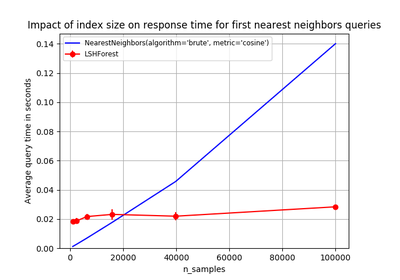 Impact of index size on response time for first nearest neighbors queries
NearestNeighbors(algorithm='brute', metric='cosine')
LSHForest
Average query time in seconds
0.14
0.12
0.10
0.08
0.06
0.04
0.02
0.00
0 20000 40000 60000 80000 100000
n_samples